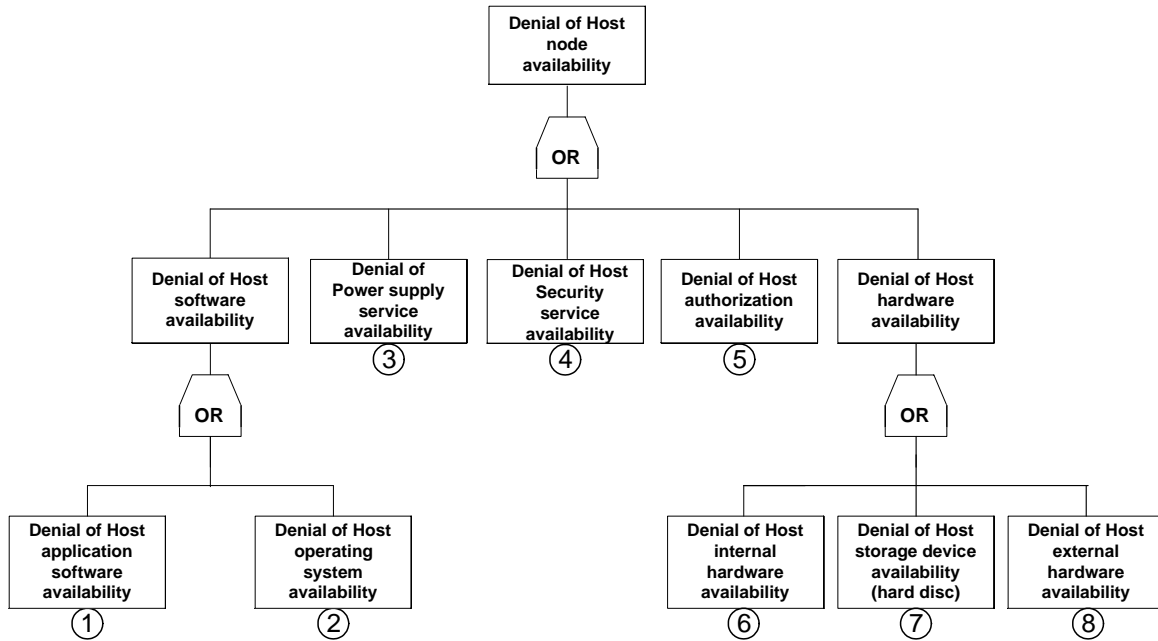 Denial of Host
node
availability
OR
Denial of Host
software
availability
Denial of
Power supply
service
availability
3
Denial of Host
Security
service
availability
4
Denial of Host
authorization
availability
5
Denial of Host
hardware
availability
OR
OR
Denial of Host
application
software
availability
1
Denial of Host
operating
system
availability
2
Denial of Host
internal
hardware
availability
6
Denial of Host
storage device
availability
(hard disc)
7
Denial of Host
external
hardware
availability
8